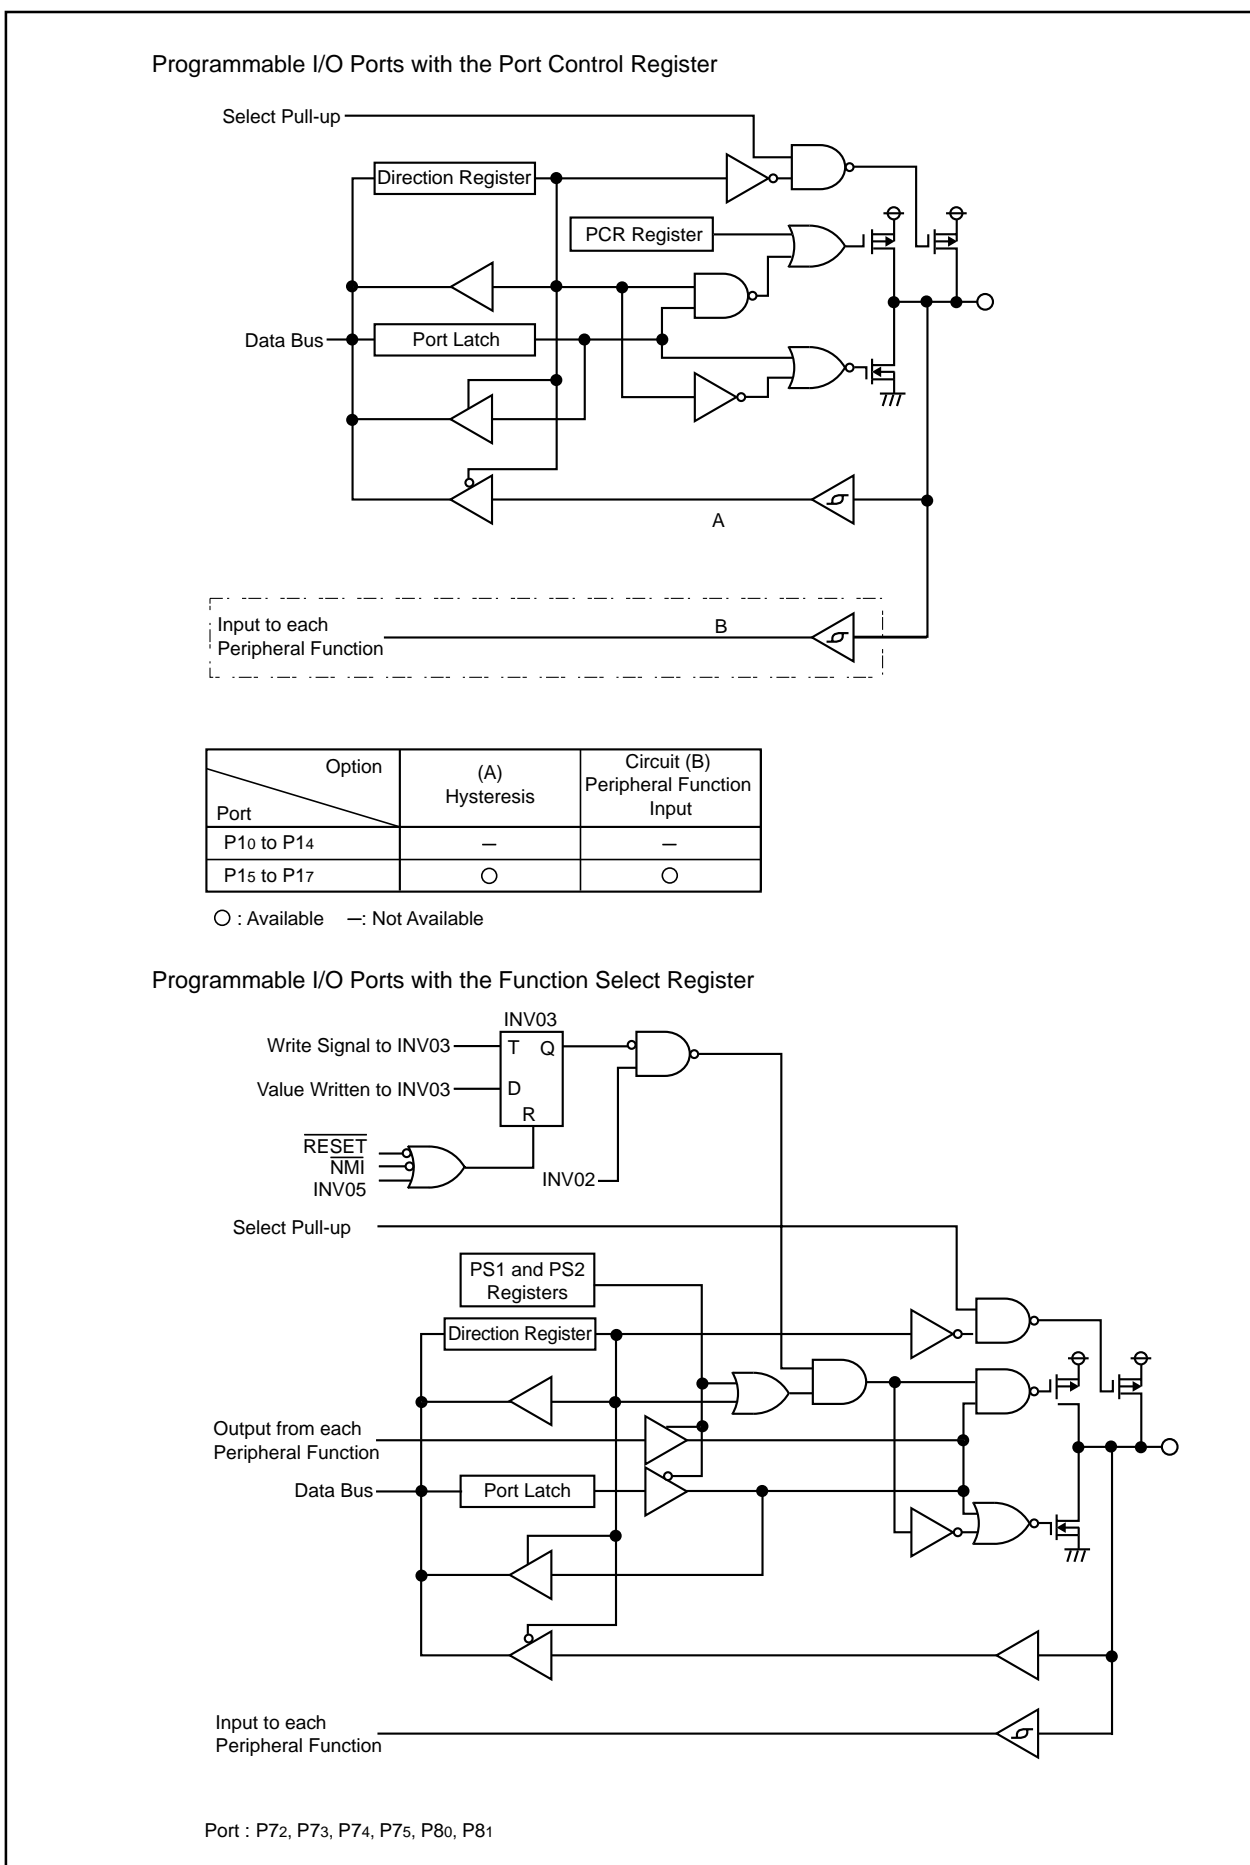 Programmable I/O Ports with the Port Control Register
Select Pull-up
Direction Register
PCR Register
Data Bus
Port Latch
A
Input to each
Peripheral Function
B
Option
Port
(A)
Hysteresis
Circuit (B)
Peripheral Function
Input
P10 to P14
–
–
P15 to P17
○
○
○ : Available –: Not Available
Programmable I/O Ports with the Function Select Register
INV03
Write Signal to INV03
T Q
Value Written to INV03
D
R
RESET
NMI
INV05
INV02
Select Pull-up
PS1 and PS2
Registers
Direction Register
Output from each
Peripheral Function
Data Bus
Port Latch
Input to each
Peripheral Function
Port : P72, P73, P74, P75, P80, P81